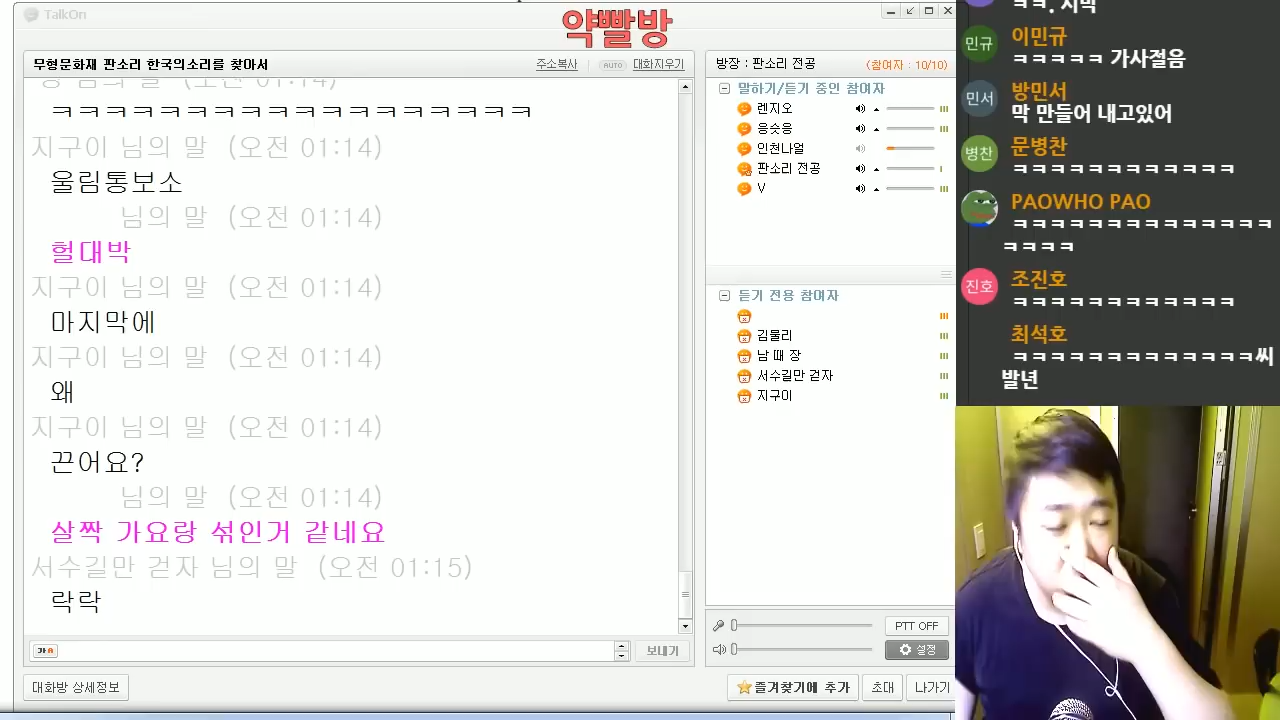 TalkOn
약빨방
무형문화재 판소리 한국의소리를 찾아서
주소복사
AUTO
대화지우기
ㅋㅋㅋㅋㅋㅋㅋㅋㅋㅋㅋㅋㅋㅋㅋㅋㅋㅋ
지구이 님의 말 (오전 01:14)
울림통보소
님의 말 (오전 01:14)
헐대박
지구이 님의 말 (오전 01:14)
마지막에
지구이 님의 말 (오전 01:14)
왜
지구이 님의 말 (오전 01:14)
끈어요?
님의 말 (오전 01:14)
살짝 가요랑 섞인거 같네요
서수길만 걷자 님의 말 (오전 01:15)
락락
가A
보내기
대화방 상세정보
방장 : 판소리 전공
(참여자 : 10/10)
말하기/듣기 중인 참여자
렌지오
응슷응
인천나얼
판소리 전공
V
듣기 전용 참여자
김물리
남 때 장
서수길만 걷자
지구이
PTT OFF
설정
즐겨찾기에 추가
초대
나가기
민규
이민규
ㅋㅋㅋㅋㅋ 가사절음
민서
방민서
막 만들어 내고있어
병찬
문병찬
ㅋㅋㅋㅋㅋㅋㅋㅋㅋㅋㅋㅋ
PAOWHO PAO
ㅋㅋㅋㅋㅋㅋㅋㅋㅋㅋㅋㅋㅋㅋ
ㅋㅋㅋㅋ
진호
조진호
ㅋㅋㅋㅋㅋㅋㅋㅋㅋㅋㅋㅋ
최석호
ㅋㅋㅋㅋㅋㅋㅋㅋㅋㅋㅋㅋㅋ씨
발년